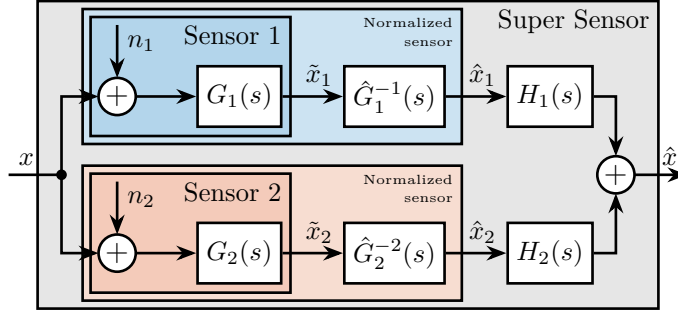 Super Sensor
Normalized
sensor
Sensor 1
n₁
+
G₁(s)
x̃₁
Ĝ₁⁻¹(s)
x̂₁
H₁(s)
x
+
x̂
Normalized
sensor
Sensor 2
n₂
+
G₂(s)
x̃₂
Ĝ₂⁻²(s)
x̂₂
H₂(s)